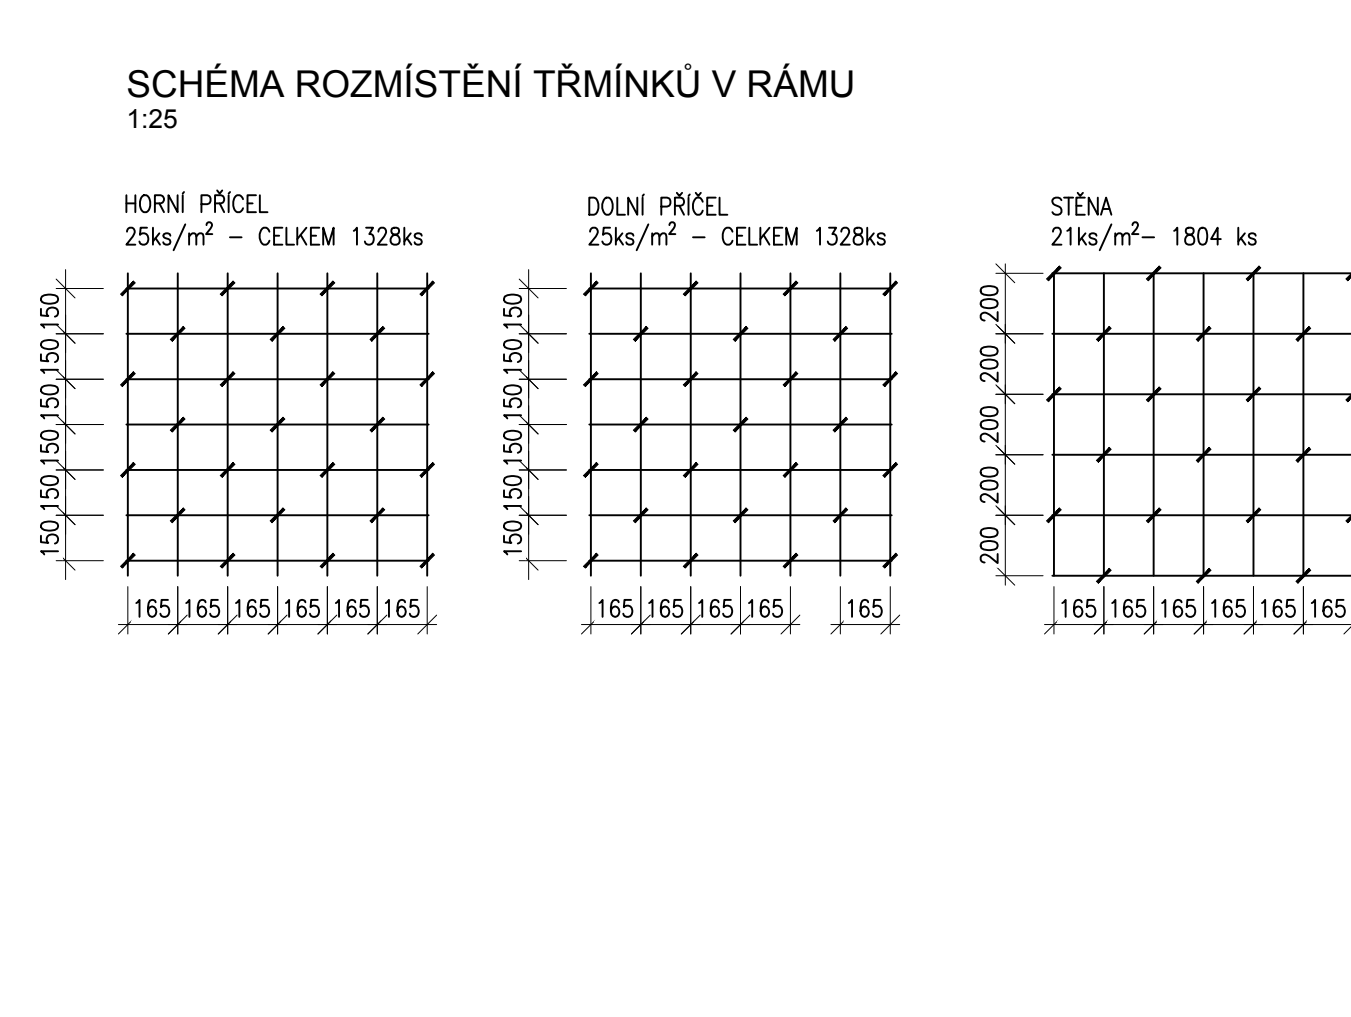 SCHÉMA ROZMÍSTĚNÍ TŘMÍNKŮ V RÁMU
1:25
HORNÍ PŘÍCEL
25ks/m² – CELKEM 1328ks
150
150
150
150
150
150
165 165 165 165 165 165
DOLNÍ PŘÍČEL
25ks/m² – CELKEM 1328ks
150
150
150
150
150
150
165 165 165 165 165
STĚNA
21ks/m²– 1804 ks
200
200
200
200
200
165 165 165 165 165 165